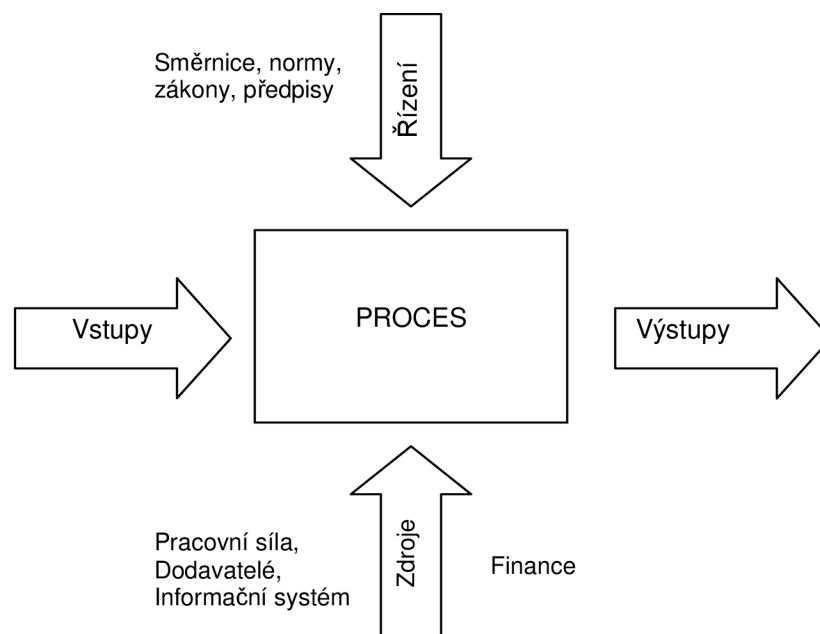 Směrnice, normy,
zákony, předpisy
Řízení
Vstupy
PROCES
Výstupy
Pracovní síla,
Dodavatelé,
Informační systém
Zdroje
Finance